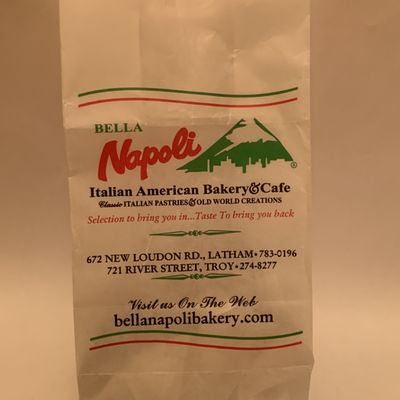 BELLA
Napoli
®
Italian American Bakery&Cafe
Classic ITALIAN PASTRIES & OLD WORLD CREATIONS
Selection to bring you in...Taste To bring you back
672 NEW LOUDON RD., LATHAM•783-0196
721 RIVER STREET, TROY•274-8277
Visit us On The Web
bellanapolibakery.com